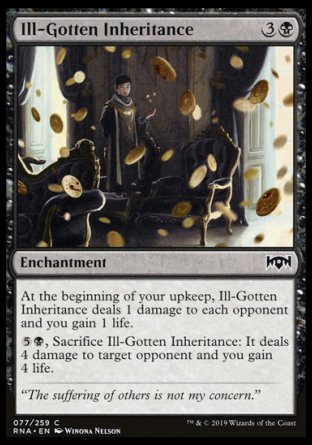 Ill-Gotten Inheritance 3
Enchantment
At the beginning of your upkeep, Ill-Gotten
Inheritance deals 1 damage to each opponent
and you gain 1 life.
5, Sacrifice Ill-Gotten Inheritance: It deals
4 damage to target opponent and you gain
4 life.
"The suffering of others is not my concern."
077/259 C
RNA • EN Winona Nelson
™ & © 2019 Wizards of the Coast